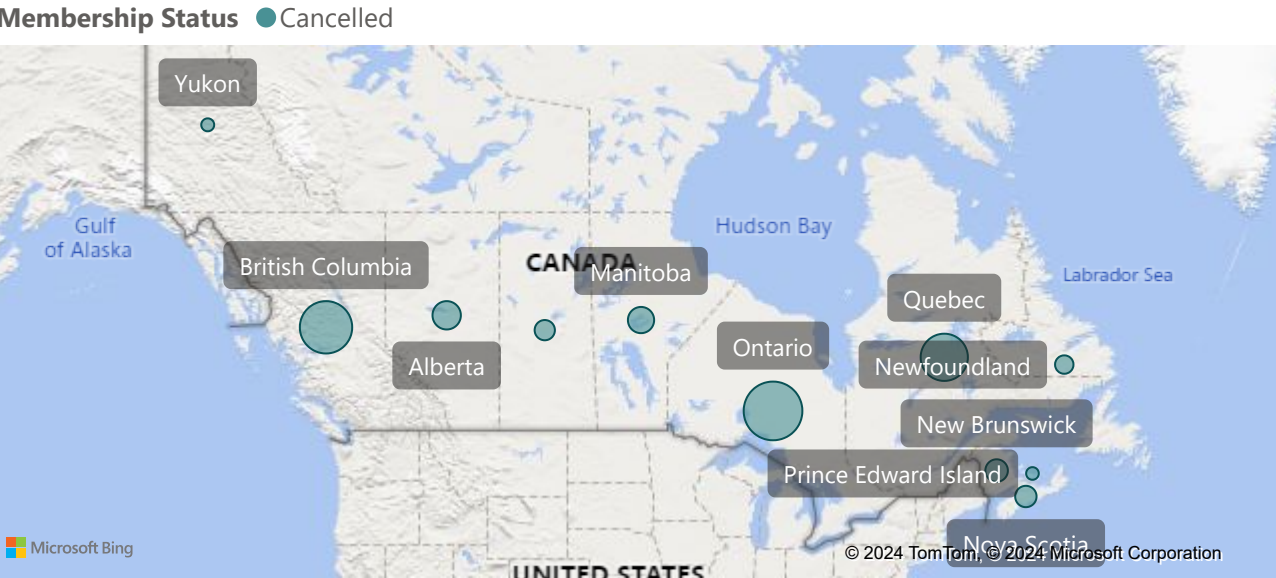 Membership Status Cancelled
Yukon
Gulf
of Alaska
Hudson Bay
British Columbia
CANADA
Manitoba
Labrador Sea
Quebec
Ontario
Alberta
Newfoundland
New Brunswick
Prince Edward Island
Nova Scotia
Microsoft Bing
© 2024 TomTom, © 2024 Microsoft Corporation
UNITED STATES